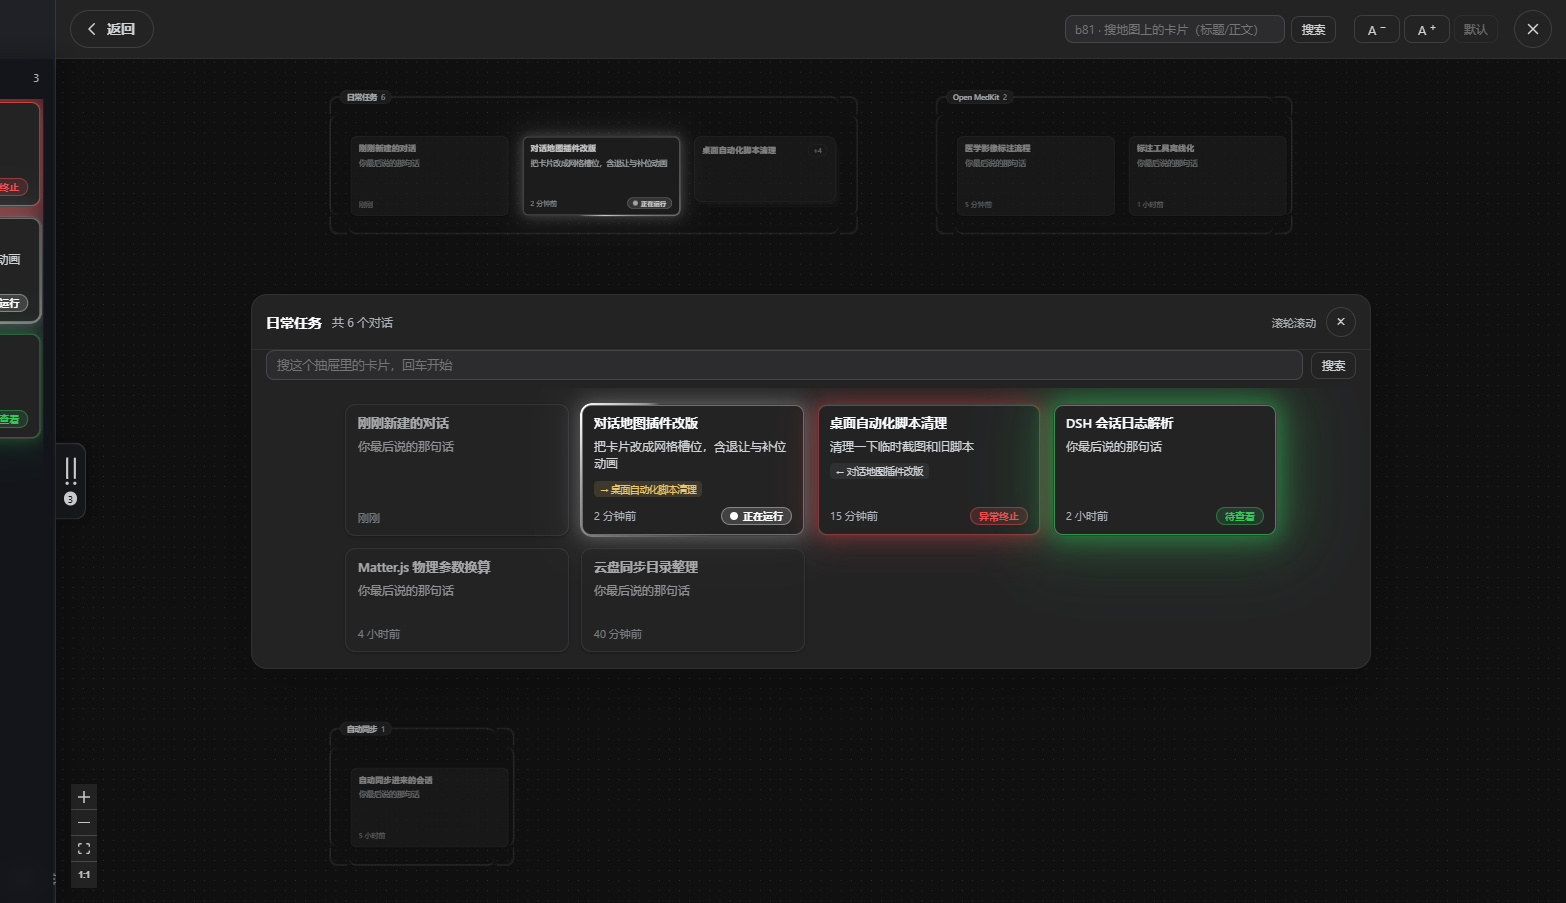 返回
b81 · 搜地图上的卡片（标题/正文）
搜索
A⁻
A⁺
默认
3
终止
动画
运行
查看
3
日常任务 6
刚刚新建的对话
你最后说的那句话
刚刚
对话地图插件改版
把卡片改成网格槽位，含退让与补位动画
2 分钟前
正在运行
桌面自动化脚本清理
+4
Open MedKit 2
医学影像标注流程
你最后说的那句话
5 分钟前
标注工具离线化
你最后说的那句话
1 小时前
日常任务 共 6 个对话
滚轮滚动
搜这个抽屉里的卡片，回车开始
搜索
刚刚新建的对话
你最后说的那句话
刚刚
对话地图插件改版
把卡片改成网格槽位，含退让与补位
动画
→ 桌面自动化脚本清理
2 分钟前
正在运行
桌面自动化脚本清理
清理一下临时截图和旧脚本
← 对话地图插件改版
15 分钟前
异常终止
DSH 会话日志解析
你最后说的那句话
2 小时前
待查看
Matter.js 物理参数换算
你最后说的那句话
4 小时前
云盘同步目录整理
你最后说的那句话
40 分钟前
自动同步 1
自动同步进来的会话
你最后说的那句话
5 小时前
1:1